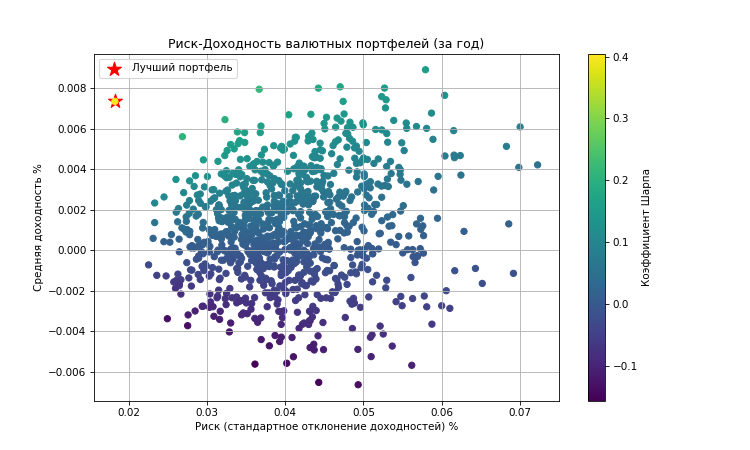 Риск-Доходность валютных портфелей (за год)
Лучший портфель
0.008
0.006
0.004
0.002
0.000
−0.002
−0.004
−0.006
Средняя доходность %
0.02 0.03 0.04 0.05 0.06 0.07
Риск (стандартное отклонение доходностей) %
0.4
0.3
0.2
0.1
0.0
−0.1
Коэффициент Шарпа